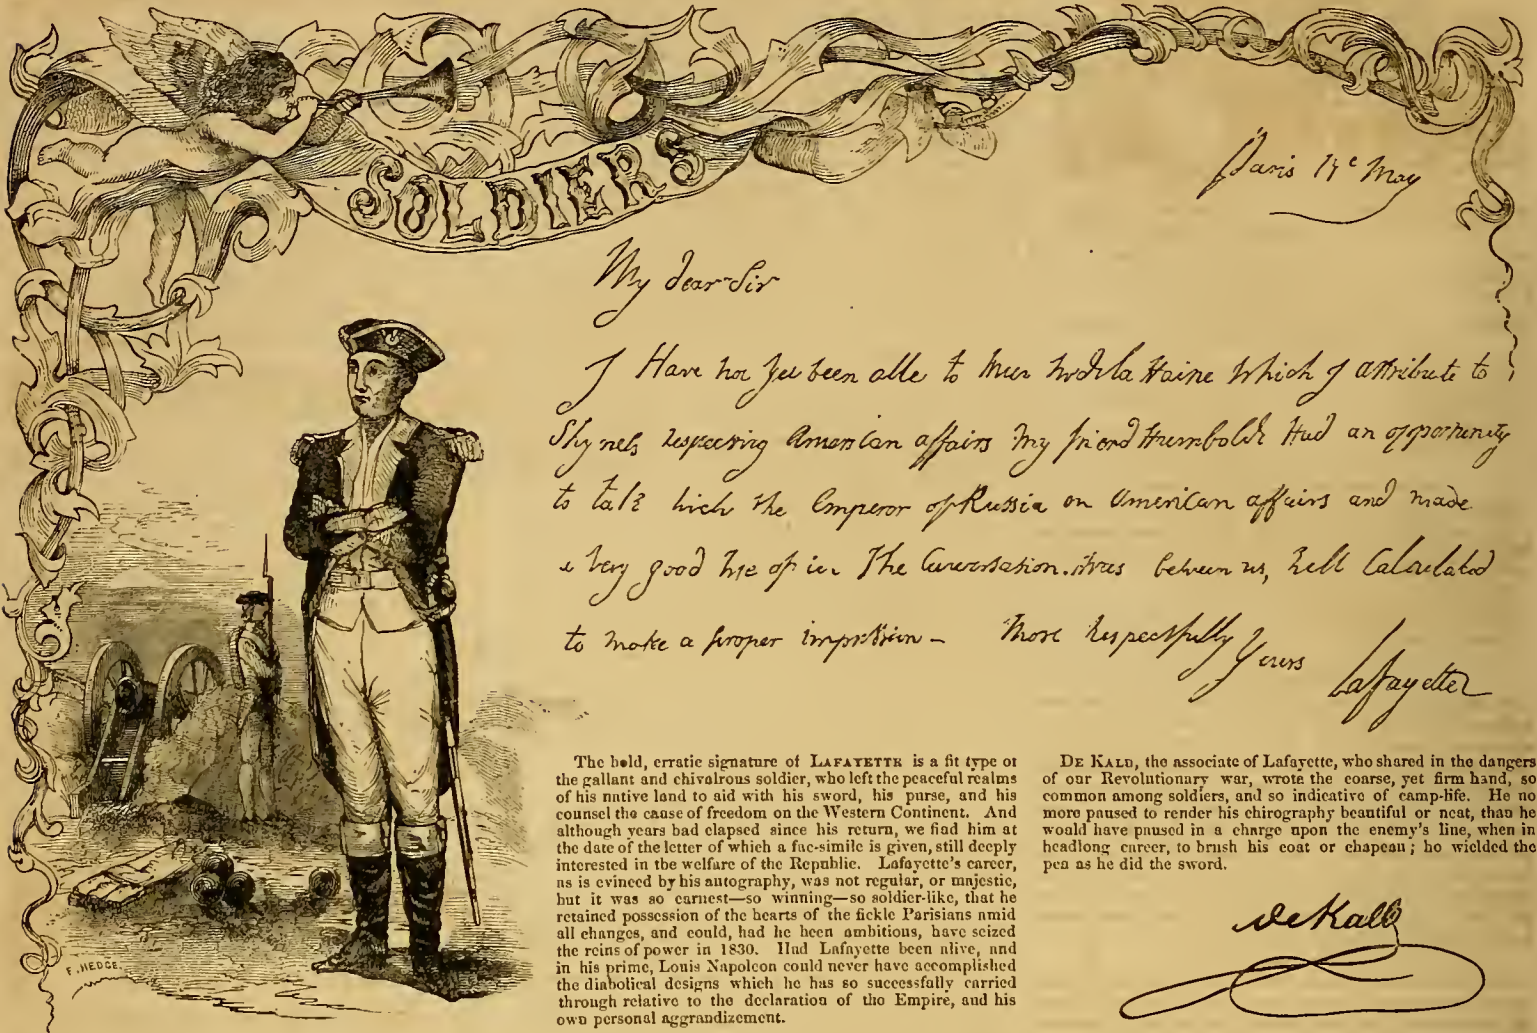 SOLDIERS
Paris May
My dear Sir
I Have not yet been able to Which I attribute to
Shyness respecting American affairs My friend Humboldt Had an opportunity
to talk with the Emperor of Russia on American affairs and made
a very good use of it. The Conversation was between us, well Calculated
to make a proper impression – Most Respectfully
Yours
Lafayette
The bold, erratic signature of LAFAYETTE is a fit type of
the gallant and chivalrous soldier, who left the peaceful realms
of his native land to aid with his sword, his purse, and his
counsel the cause of freedom on the Western Continent. And
although years had elapsed since his return, we find him at
the date of the letter of which a fac-simile is given, still deeply
interested in the welfare of the Republic. Lafayette's career,
as is evinced by his autography, was not regular, or majestic,
but it was so earnest—so winning—so soldier-like, that he
retained possession of the hearts of the fickle Parisians amid
all changes, and could, had he been ambitious, have seized
the reins of power in 1830. Had Lafayette been alive, and
in his prime, Louis Napoleon could never have accomplished
the diabolical designs which he has so successfully carried
through relative to the declaration of the Empire, and his
own personal aggrandizement.
DE KALB, the associate of Lafayette, who shared in the dangers
of our Revolutionary war, wrote the coarse, yet firm hand, so
common among soldiers, and so indicative of camp-life. He no
more paused to render his chirography beautiful or neat, than he
would have paused in a charge upon the enemy's line, when in
headlong career, to brush his coat or chapeau; he wielded the
pen as he did the sword.
DeKalb
F. HEDGE.